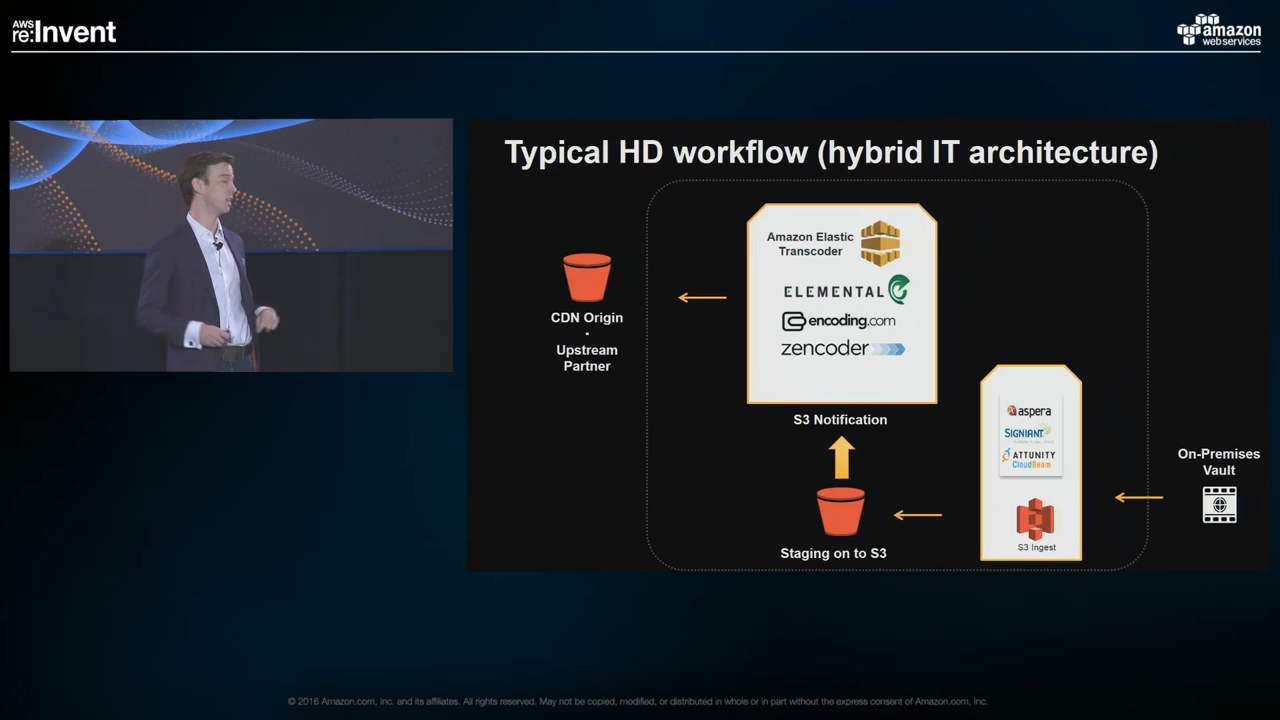 AWS
re:Invent
amazon
web services
Typical HD workflow (hybrid IT architecture)
Amazon Elastic
Transcoder
ELEMENTAL
encoding.com
zencoder
CDN Origin
-
Upstream
Partner
S3 Notification
aspera
SIGNIANT
ATTUNITY
CloudBeam
On-Premises
Vault
S3 Ingest
Staging on to S3
© 2016 Amazon.com, Inc. and its affiliates. All rights reserved. May not be copied, modified, or distributed in whole or in part without the express consent of Amazon.com, Inc.